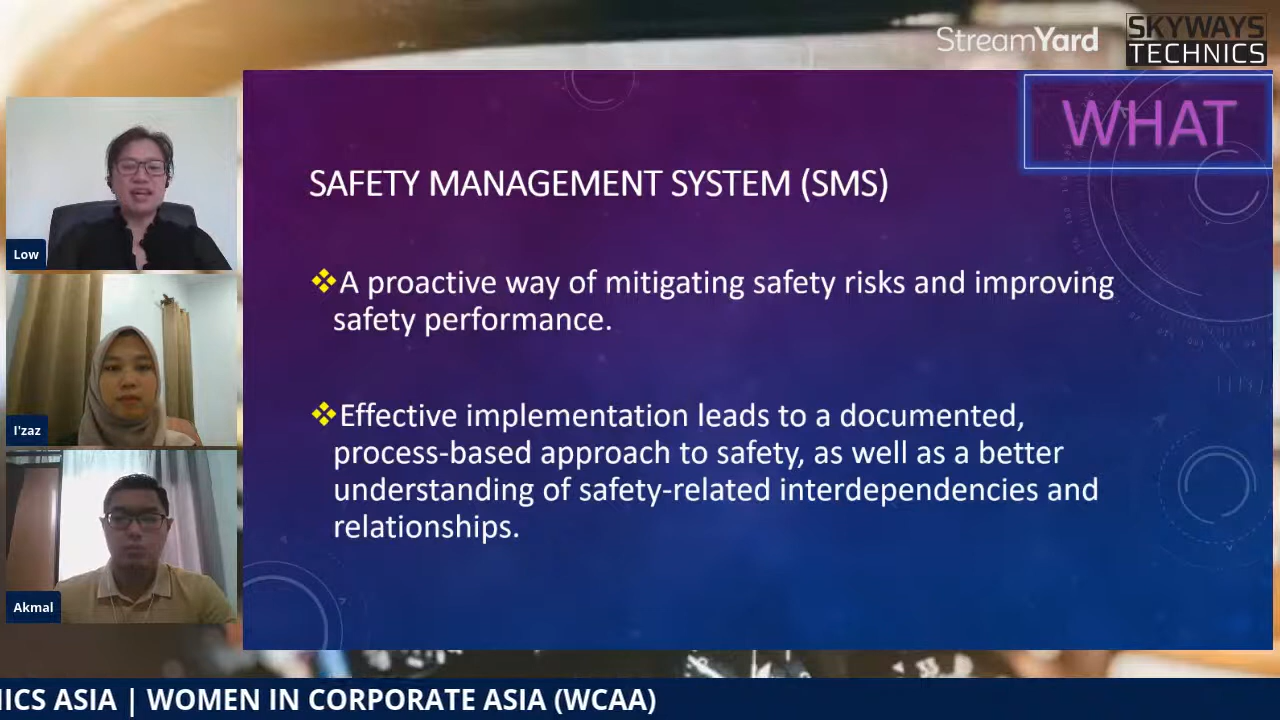 StreamYard
SKYWAYS
TECHNICS
WHAT
SAFETY MANAGEMENT SYSTEM (SMS)
❖A proactive way of mitigating safety risks and improving
safety performance.
❖Effective implementation leads to a documented,
process-based approach to safety, as well as a better
understanding of safety-related interdependencies and
relationships.
Low
I'zaz
Akmal
NICS ASIA | WOMEN IN CORPORATE ASIA (WCAA)